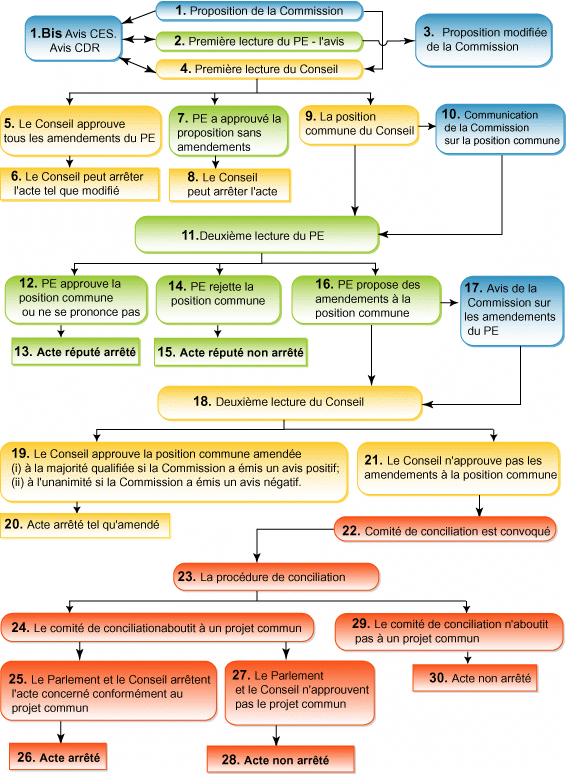 1. Proposition de la Commission
1.Bis Avis CES.
Avis CDR
2. Première lecture du PE - l'avis
3. Proposition modifiée
de la Commission
4. Première lecture du Conseil
5. Le Conseil approuve
tous les amendements du PE
6. Le Conseil peut arrêter
l'acte tel que modifié
7. PE a approuvé la
proposition sans
amendements
8. Le Conseil
peut arrêter l'acte
9. La position
commune du Conseil
10. Communication
de la Commission
sur la position commune
11.Deuxième lecture du PE
12. PE approuve la
position commune
ou ne se prononce pas
13. Acte réputé arrêté
14. PE rejette la
position commune
15. Acte réputé non arrêté
16. PE propose des
amendements à la
position commune
17. Avis de la
Commission sur
les amendements
du PE
18. Deuxième lecture du Conseil
19. Le Conseil approuve la position commune amendée
(i) à la majorité qualifiée si la Commission a émis un avis positif;
(ii) à l'unanimité si la Commission a émis un avis négatif.
20. Acte arrêté tel qu'amendé
21. Le Conseil n'approuve pas les
amendements à la position commune
22. Comité de conciliation est convoqué
23. La procédure de conciliation
24. Le comité de conciliationaboutit à un projet commun
25. Le Parlement et le Conseil arrêtent
l'acte concerné conformément au
projet commun
26. Acte arrêté
27. Le Parlement
et le Conseil n'approuvent
pas le projet commun
28. Acte non arrêté
29. Le comité de conciliation n'aboutit
pas à un projet commun
30. Acte non arrêté